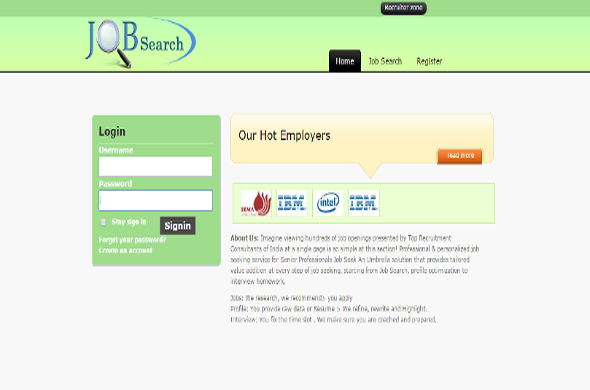 Recruiter zone
JOB Search
Home Job Search Register
Login
Username
Password
Stay sign in
Signin
Forgot your password?
Create an account
Our Hot Employers
read more
IBM intel IBM
About Us: Imagine viewing hundreds of job openings presented by Top Recruitment
Consultants of India at a single page is so simple at this section! Professional & personalized job
seeking service for Senior Professionals Job Seek An Umbrella solution that provides tailored
value addition at every step of job seeking, starting from Job Search, profile optimization to
interview homework.
Jobs: We research, we recommend- you apply
Profile: You provide raw data or Resume > We refine, rewrite and Highlight.
Interview: You fix the time slot , We make sure you are coached and prepared.